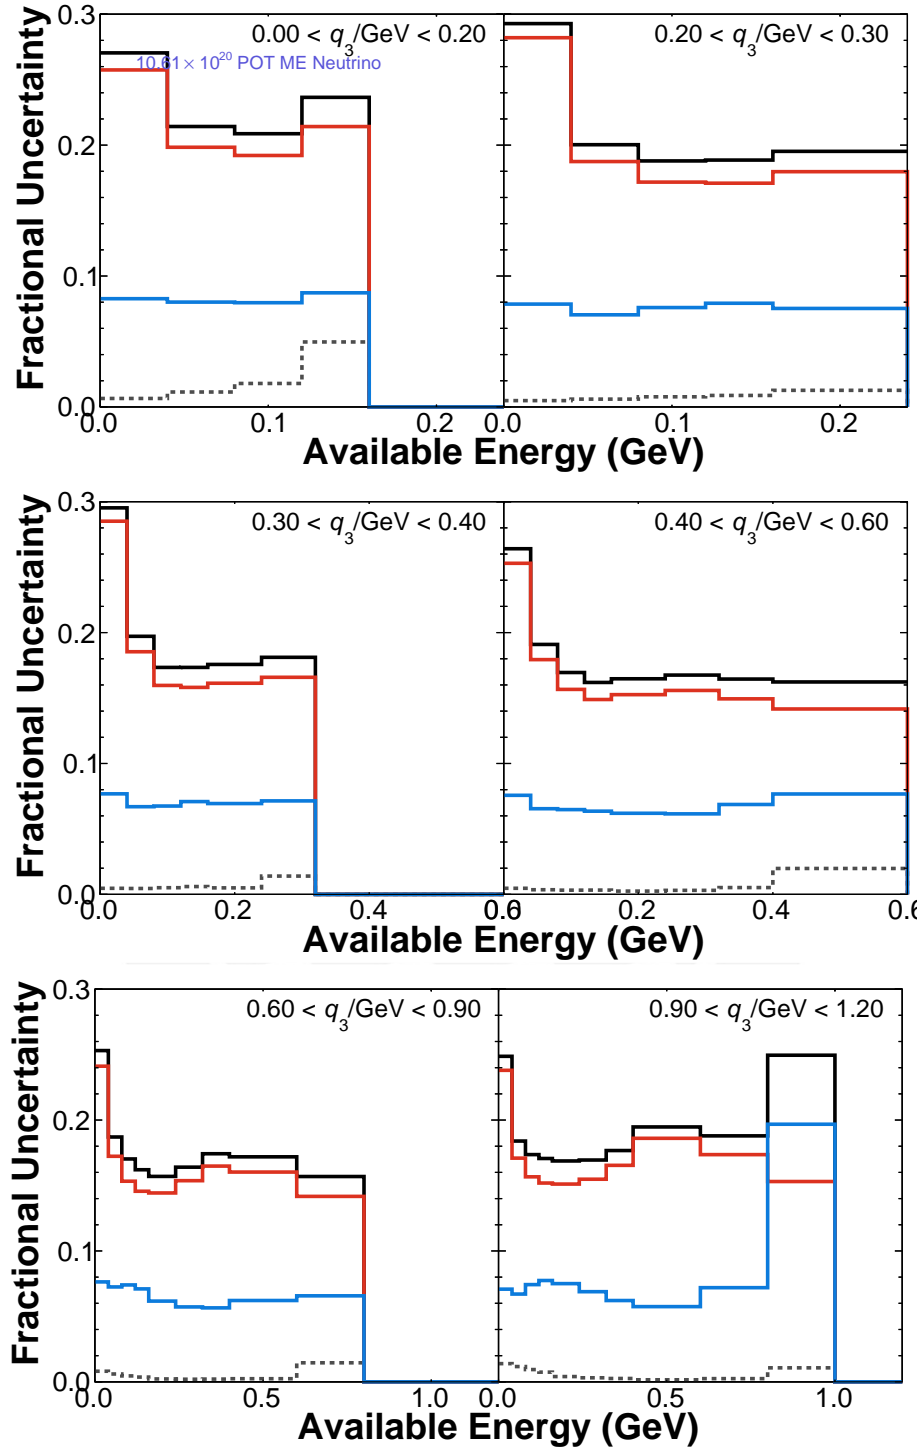 0.00 < q3/GeV < 0.20
0.20 < q3/GeV < 0.30
10.61 × 10^20 POT ME Neutrino
Fractional Uncertainty
0.3
0.2
0.1
0.0
0.1
0.2
0.0
0.1
0.2
Available Energy (GeV)
0.30 < q3/GeV < 0.40
0.40 < q3/GeV < 0.60
Fractional Uncertainty
0.3
0.2
0.1
0.0
0.0
0.2
0.4
0.6
0.2
0.4
0.6
Available Energy (GeV)
0.60 < q3/GeV < 0.90
0.90 < q3/GeV < 1.20
Fractional Uncertainty
0.3
0.2
0.1
0.0
0.0
0.5
1.0
0.0
0.5
1.0
Available Energy (GeV)